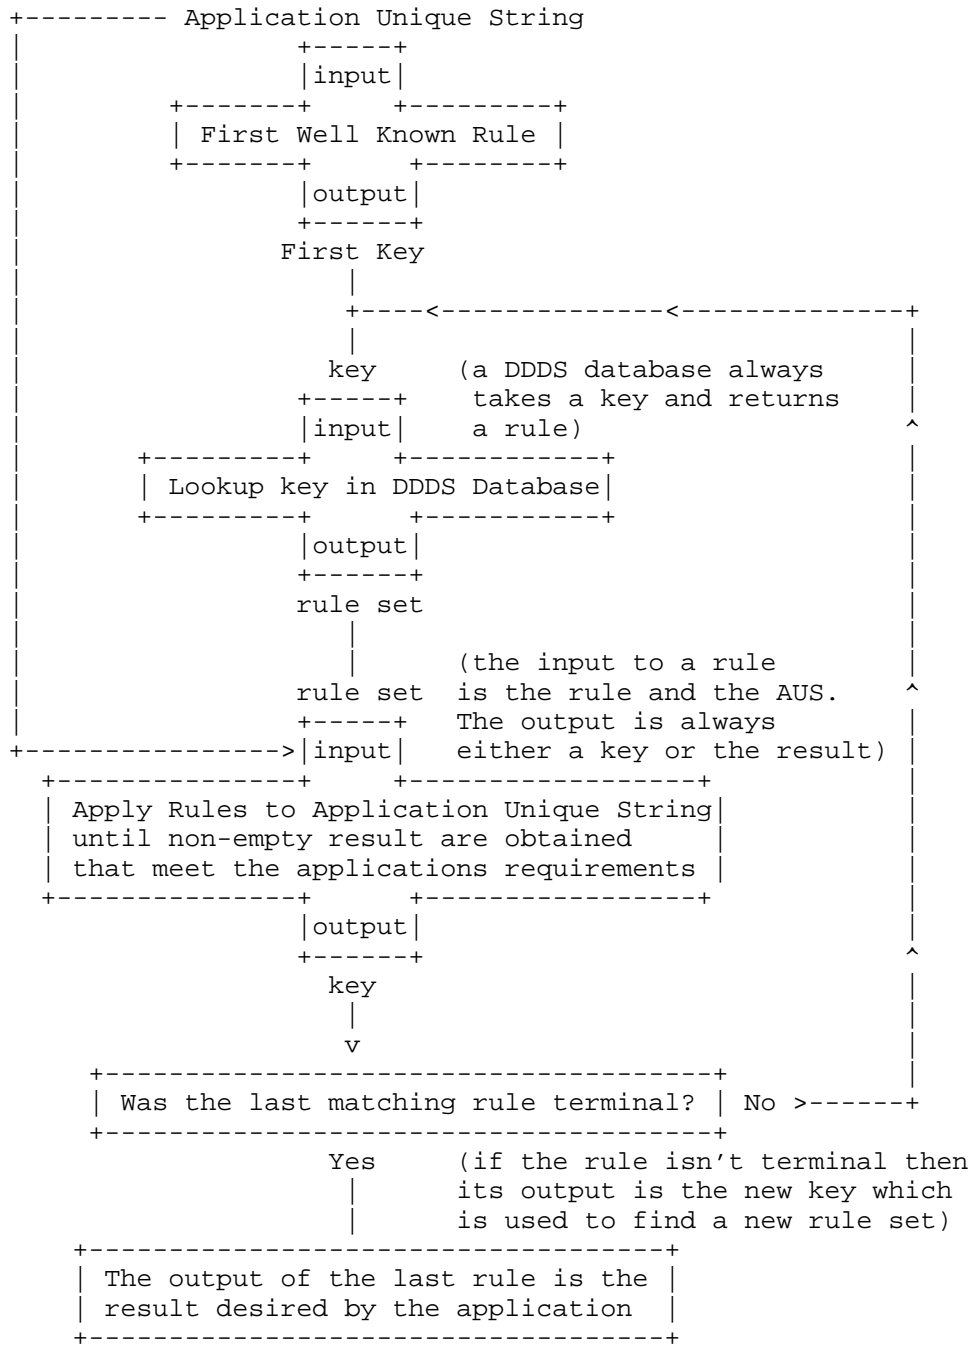 Application Unique String
input
First Well Known Rule
output
First Key
key (a DDDS database always
takes a key and returns
input a rule)
Lookup key in DDDS Database
output
rule set
(the input to a rule
rule set is the rule and the AUS.
The output is always
input either a key or the result)
Apply Rules to Application Unique String
until non-empty result are obtained
that meet the applications requirements
output
key
Was the last matching rule terminal? No
Yes (if the rule isn't terminal then
its output is the new key which
is used to find a new rule set)
The output of the last rule is the
result desired by the application